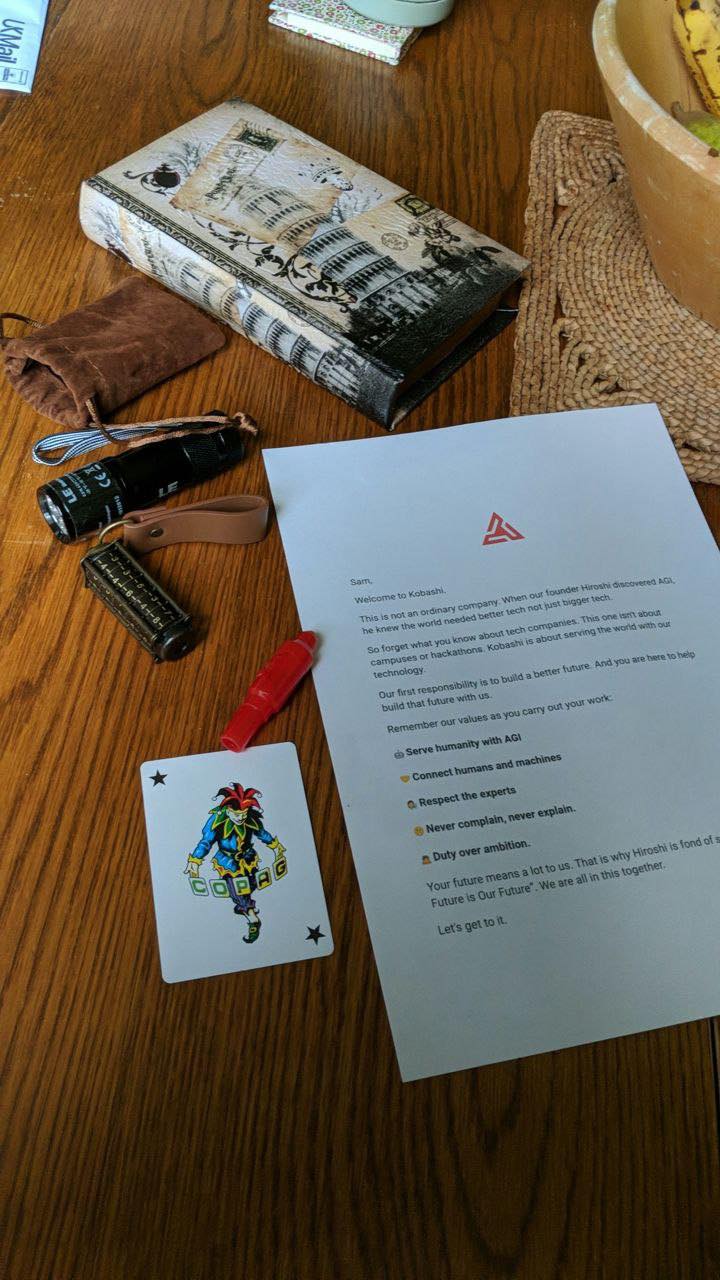 UKMail
LE
LE
Sam,
Welcome to Kobashi.
This is not an ordinary company. When our founder Hiroshi discovered AGI,
he knew the world needed better tech not just bigger tech.
So forget what you know about tech companies. This one isn't about
campuses or hackathons. Kobashi is about serving the world with our
technology.
Our first responsibility is to build a better future. And you are here to help
build that future with us.
Remember our values as you carry out your work:
🤖 Serve humanity with AGI
🤝 Connect humans and machines
Respect the experts
🤫 Never complain, never explain.
Duty over ambition.
Your future means a lot to us. That is why Hiroshi is fond of s
Future is Our Future". We are all in this together.
Let's get to it.
COPAG